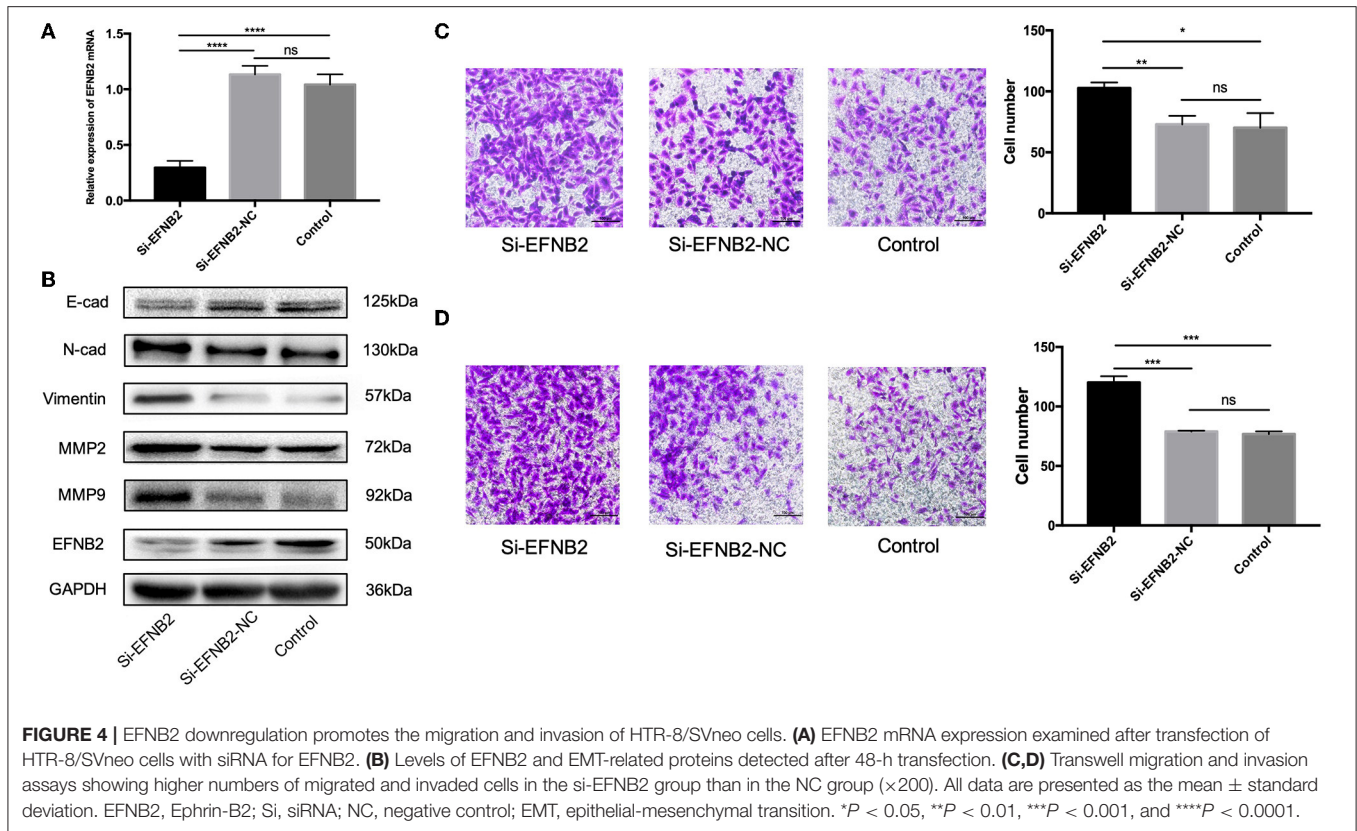 A
Relative expression of EFNB2 mRNA
1.5
1.0
0.5
0.0
****
****
ns
Si-EFNB2
Si-EFNB2-NC
Control
B
E-cad 125kDa
N-cad 130kDa
Vimentin 57kDa
MMP2 72kDa
MMP9 92kDa
EFNB2 50kDa
GAPDH 36kDa
Si-EFNB2
Si-EFNB2-NC
Control
C
Si-EFNB2
Si-EFNB2-NC
Control
Cell number
150
100
50
0
*
**
ns
Si-EFNB2
Si-EFNB2-NC
Control
D
Si-EFNB2
Si-EFNB2-NC
Control
Cell number
150
100
50
0
***
***
ns
Si-EFNB2
Si-EFNB2-NC
Control
FIGURE 4 | EFNB2 downregulation promotes the migration and invasion of HTR-8/SVneo cells. (A) EFNB2 mRNA expression examined after transfection of
HTR-8/SVneo cells with siRNA for EFNB2. (B) Levels of EFNB2 and EMT-related proteins detected after 48-h transfection. (C,D) Transwell migration and invasion
assays showing higher numbers of migrated and invaded cells in the si-EFNB2 group than in the NC group (×200). All data are presented as the mean ± standard
deviation. EFNB2, Ephrin-B2; Si, siRNA; NC, negative control; EMT, epithelial-mesenchymal transition. *P < 0.05, **P < 0.01, ***P < 0.001, and ****P < 0.0001.